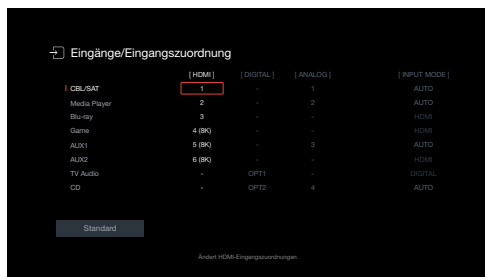 Eingänge/Eingangszuordnung
[ HDMI ] [ DIGITAL ] [ ANALOG ] [ INPUT MODE ]
CBL/SAT 1 - 1 AUTO
Media Player 2 - 2 AUTO
Blu-ray 3 - - HDMI
Game 4 (8K) - - HDMI
AUX1 5 (8K) - 3 AUTO
AUX2 6 (8K) - - HDMI
TV Audio - OPT1 - DIGITAL
CD - OPT2 4 AUTO
Standard
Ändert HDMI-Eingangszuordnungen.